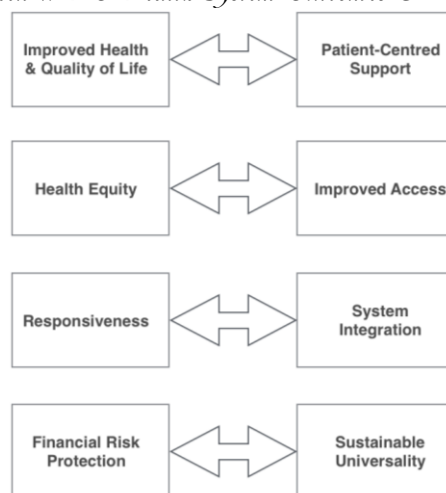 Improved Health
& Quality of Life
Patient-Centred
Support
Health Equity
Improved Access
Responsiveness
System
Integration
Financial Risk
Protection
Sustainable
Universality